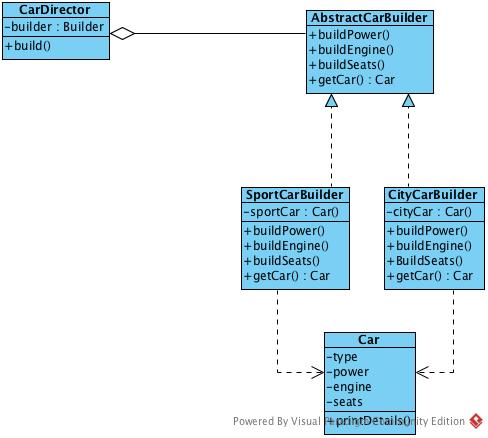 CarDirector
-builder : Builder
+build()
AbstractCarBuilder
+buildPower()
+buildEngine()
+buildSeats()
+getCar() : Car
SportCarBuilder
-sportCar : Car()
+buildPower()
+buildEngine()
+buildSeats()
+getCar() : Car
CityCarBuilder
-cityCar : Car()
+buildPower()
+buildEngine()
+BuildSeats()
+getCar() : Car
Car
-type
-power
-engine
-seats
+printDetails()
Powered By Visual Paradigm Community Edition